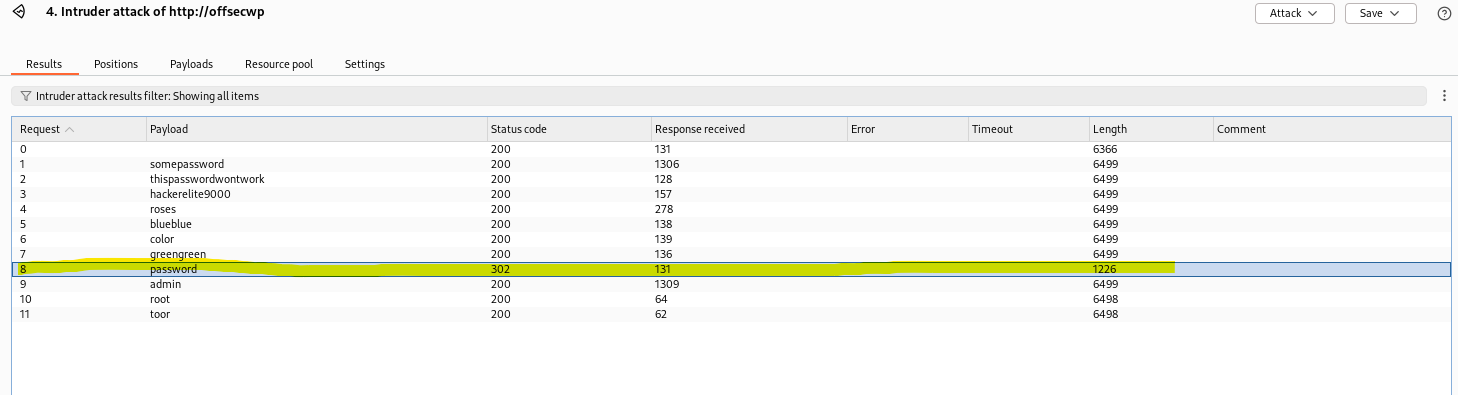 4. Intruder attack of http://offsecwp Attack Save ?
Results Positions Payloads Resource pool Settings
Intruder attack results filter: Showing all items
Request Payload Status code Response received Error Timeout Length Comment
0 200 131 6366
1 somepassword 200 1306 6499
2 thispasswordwontwork 200 128 6499
3 hackerelite9000 200 157 6499
4 roses 200 278 6499
5 blueblue 200 138 6499
6 color 200 139 6499
7 greengreen 200 136 6499
8 password 302 131 1226
9 admin 200 1309 6499
10 root 200 64 6498
11 toor 200 62 6498